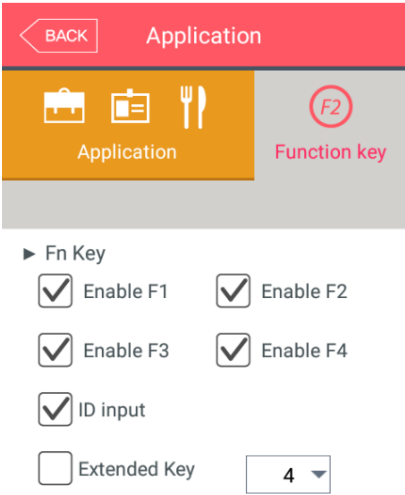 BACK Application
F2
Application Function key
► Fn Key
Enable F1 Enable F2
Enable F3 Enable F4
ID input
Extended Key 4